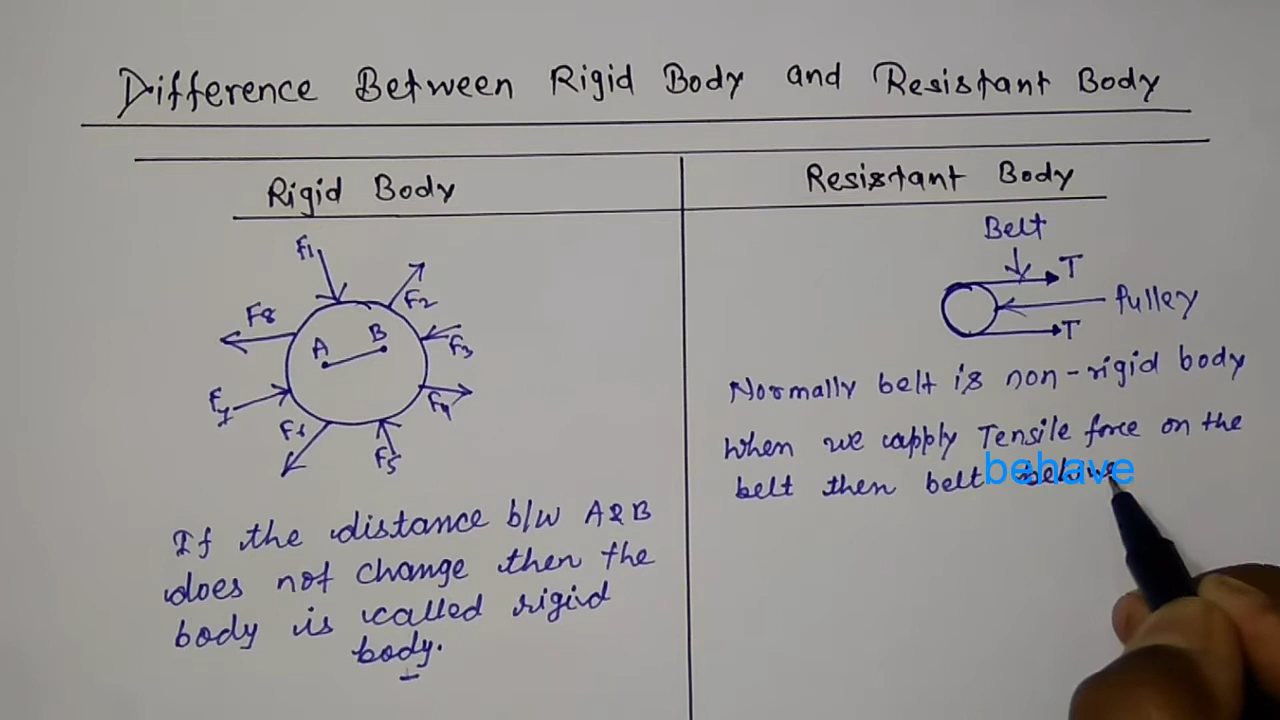 Difference Between Rigid Body and Resistant Body
Rigid Body
F1
F2
F8
A B
F3
F7
F4
F6
F5
If the distance b/w A&B
does not change then the
body is called rigid
body.
Resistant Body
Belt
T
Pulley
T
Normally belt is non-rigid body
When we apply Tensile force on the
belt then belt behave
behave